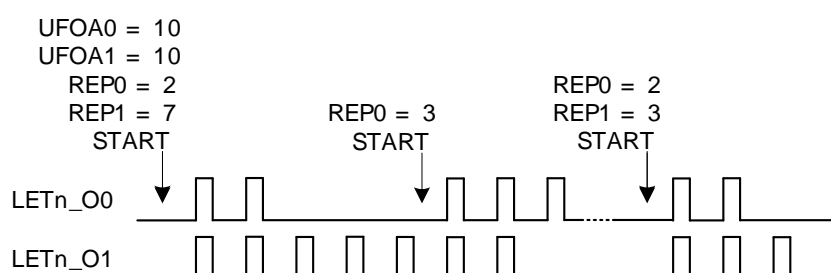 UFOA0 = 10
UFOA1 = 10
REP0 = 2
REP1 = 7
START
REP0 = 3
START
REP0 = 2
REP1 = 3
START
LETn_O0
LETn_O1